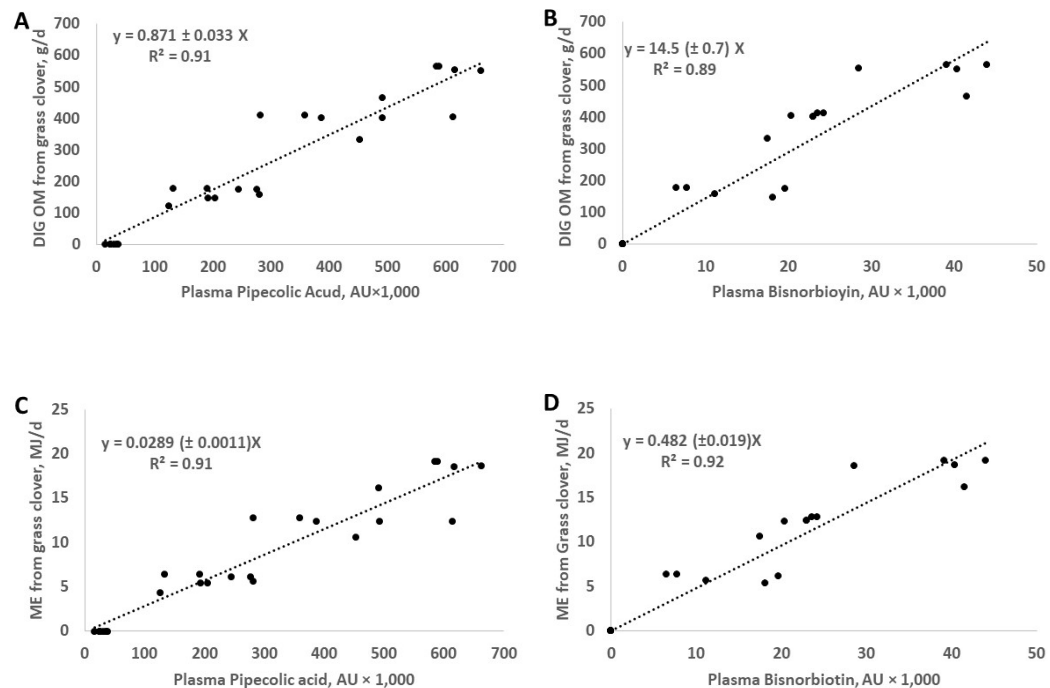 A
DIG OM from grass clover, g/d
700
600
500
400
300
200
100
0
y = 0.871 ± 0.033 X
R² = 0.91
0 100 200 300 400 500 600 700
Plasma Pipecolic Acud, AU×1,000
B
DIG OM from grass clover, g/d
700
600
500
400
300
200
100
0
y = 14.5 (± 0.7) X
R² = 0.89
0 10 20 30 40 50
Plasma Bisnorbioyin, AU × 1,000
C
ME from grass clover, MJ/d
25
20
15
10
5
0
y = 0.0289 (± 0.0011)X
R² = 0.91
0 100 200 300 400 500 600 700
Plasma Pipecolic acid, AU × 1,000
D
ME from Grass clover, MJ/d
25
20
15
10
5
0
y = 0.482 (±0.019)X
R² = 0.92
0 10 20 30 40 50
Plasma Bisnorbiotin, AU × 1,000